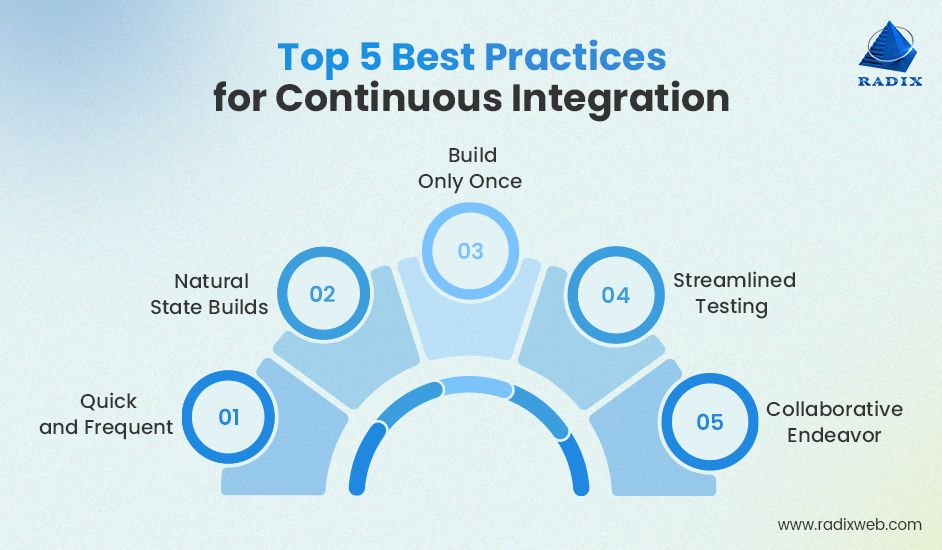 Top 5 Best Practices
for Continuous Integration
RADIX
Build
Only Once
03
Natural
State Builds
02
04
Streamlined
Testing
Quick
and Frequent
01
05
Collaborative
Endeavor
www.radixweb.com